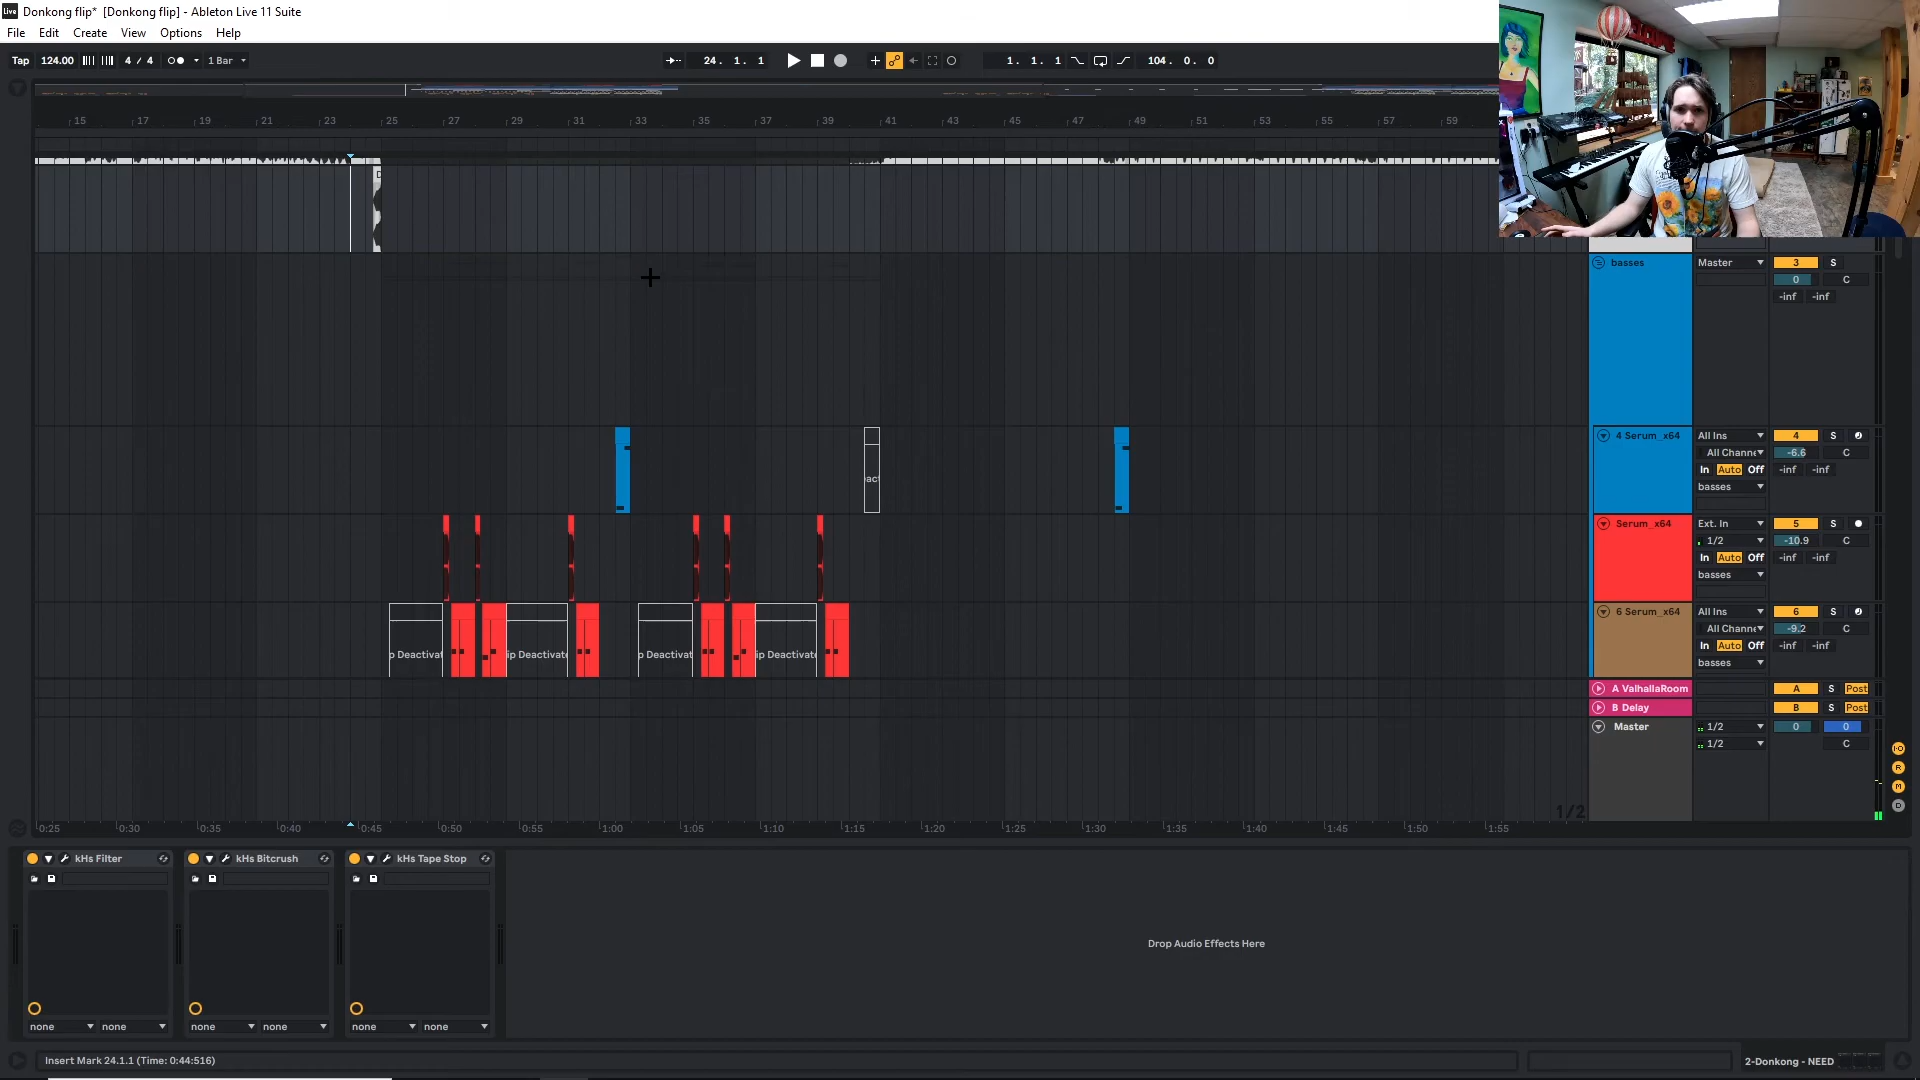 Live Donkong flip* [Donkong flip] - Ableton Live 11 Suite
File Edit Create View Options Help
Tap 124.00 4 / 4 1 Bar 24. 1. 1 1. 1. 1 104. 0. 0
15 17 19 21 23 25 27 29 31 33 35 37 39 41 43 45 47 49 51 53 55 57 59
basses Master 3 S
0 C
-inf -inf
4 Serum_x64 All Ins 4 S
All Channe -6.6 C
In Auto Off -inf -inf
basses
Serum_x64 Ext. In 5 S
1/2 -10.9 C
In Auto Off -inf -inf
basses
6 Serum_x64 All Ins 6 S
All Channe -9.2 C
p Deactivat ip Deactivat p Deactivat ip Deactivat In Auto Off -inf -inf
basses
A ValhallaRoom A S Post
B Delay B S Post
Master 1/2 0 0
1/2 C
1/2
0:25 0:30 0:35 0:40 0:45 0:50 0:55 1:00 1:05 1:10 1:15 1:20 1:25 1:30 1:35 1:40 1:45 1:50 1:55
kHs Filter kHs Bitcrush kHs Tape Stop
Drop Audio Effects Here
none none none none none none
Insert Mark 24.1.1 (Time: 0:44:516) 2-Donkong - NEED